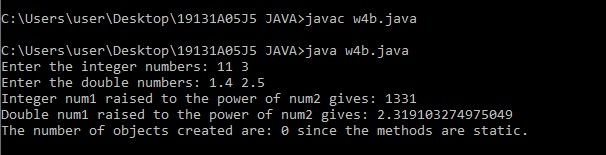 C:\Users\user\Desktop\19131A05J5 JAVA>javac w4b.java
C:\Users\user\Desktop\19131A05J5 JAVA>java w4b.java
Enter the integer numbers: 11 3
Enter the double numbers: 1.4 2.5
Integer num1 raised to the power of num2 gives: 1331
Double num1 raised to the power of num2 gives: 2.319103274975049
The number of objects created are: 0 since the methods are static.